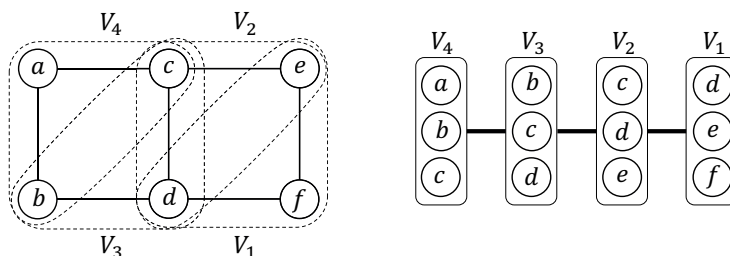 V₄ V₂
a c e
b d f
V₃ V₁
V₄ V₃ V₂ V₁
a b c d
b c d e
c d e f